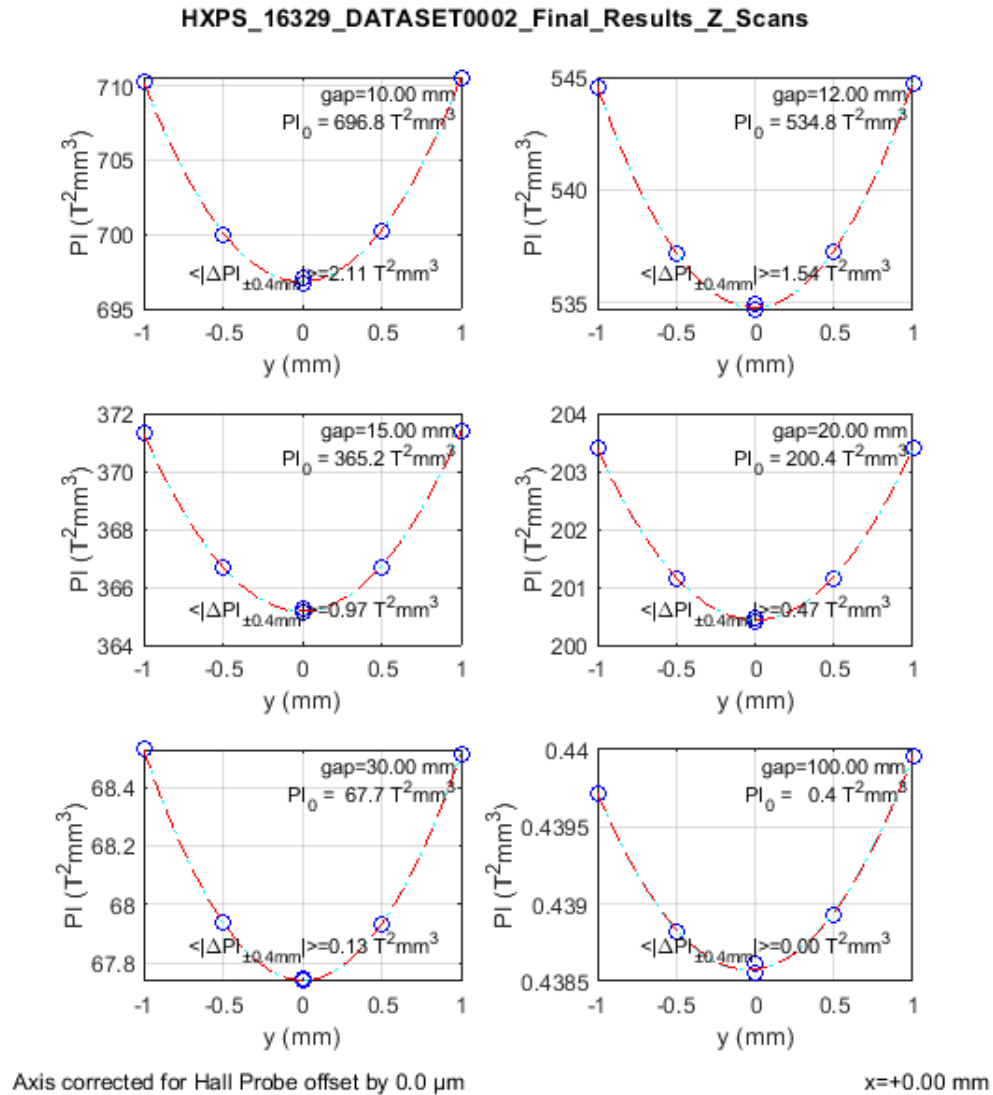 HXPS_16329_DATASET0002_Final_Results_Z_Scans
710
705
700
695
PI (T²mm³)
gap=10.00 mm
PI₀ = 696.8 T²mm³
<|ΔPI±0.4mm|>=2.11 T²mm³
-1 -0.5 0 0.5 1
y (mm)
545
540
535
PI (T²mm³)
gap=12.00 mm
PI₀ = 534.8 T²mm³
<|ΔPI±0.4mm|>=1.54 T²mm³
-1 -0.5 0 0.5 1
y (mm)
372
370
368
366
364
PI (T²mm³)
gap=15.00 mm
PI₀ = 365.2 T²mm³
<|ΔPI±0.4mm|>=0.97 T²mm³
-1 -0.5 0 0.5 1
y (mm)
204
203
202
201
200
PI (T²mm³)
gap=20.00 mm
PI₀ = 200.4 T²mm³
<|ΔPI±0.4mm|>=0.47 T²mm³
-1 -0.5 0 0.5 1
y (mm)
68.4
68.2
68
67.8
PI (T²mm³)
gap=30.00 mm
PI₀ = 67.7 T²mm³
<|ΔPI±0.4mm|>=0.13 T²mm³
-1 -0.5 0 0.5 1
y (mm)
0.44
0.4395
0.439
0.4385
PI (T²mm³)
gap=100.00 mm
PI₀ = 0.4 T²mm³
<|ΔPI±0.4mm|>=0.00 T²mm³
-1 -0.5 0 0.5 1
y (mm)
Axis corrected for Hall Probe offset by 0.0 µm
x=+0.00 mm